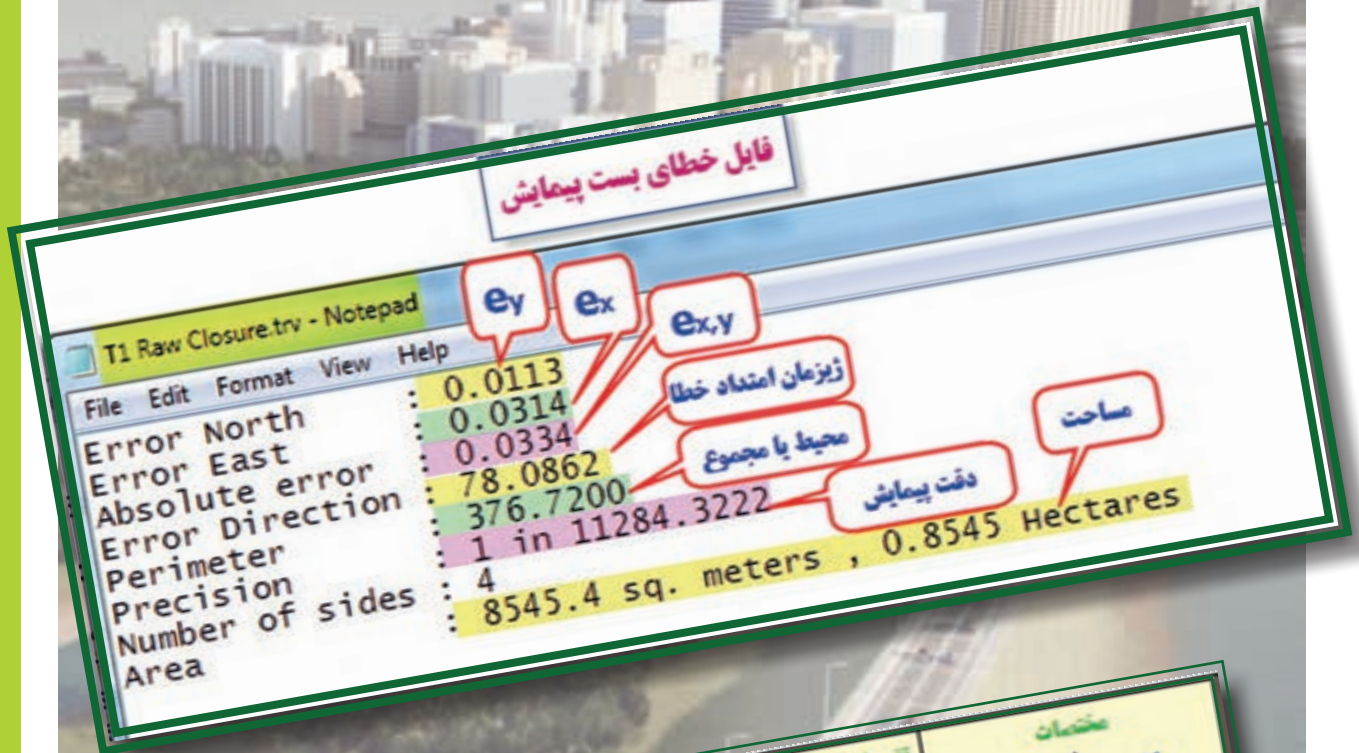 فایل خطای بست پیمایش
T1 Raw Closure.trv - Notepad
File Edit Format View Help
ey
ex
ex,y
ژیزمان امتداد خطا
محیط یا مجموع
دقت پیمایش
مساحت
Error North : 0.0113
Error East : 0.0314
Absolute error : 0.0334
Error Direction : 78.0862
Perimeter : 376.7200
Precision : 1 in 11284.3222
Number of sides : 4
Area : 8545.4 sq. meters , 0.8545 Hectares
مختصات